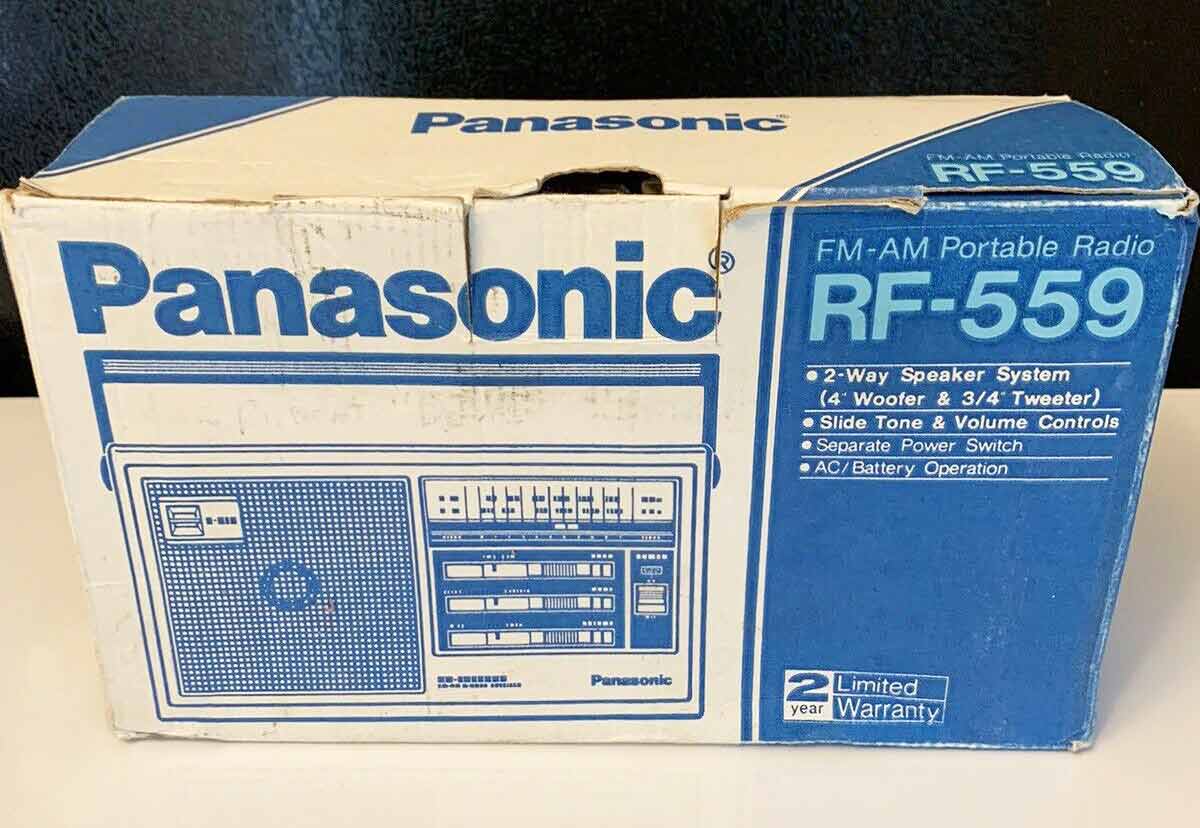 Panasonic®
FM-AM Portable Radio
RF-559
Panasonic®
FM-AM Portable Radio
RF-559
• 2-Way Speaker System
(4" Woofer & 3/4" Tweeter)
• Slide Tone & Volume Controls
• Separate Power Switch
• AC/Battery Operation
Panasonic
2 year Limited
Warranty